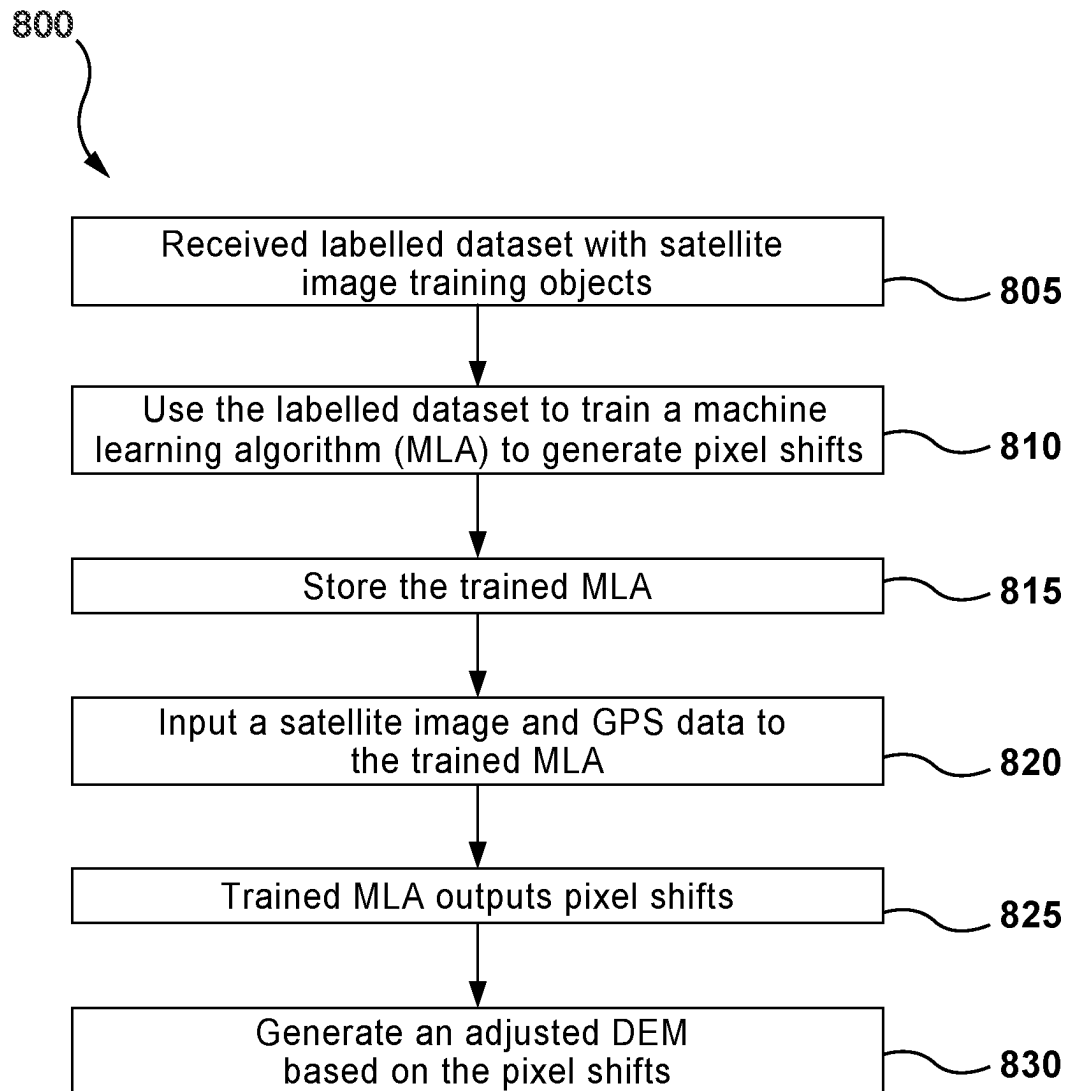 800
Received labelled dataset with satellite
image training objects
805
Use the labelled dataset to train a machine
learning algorithm (MLA) to generate pixel shifts
810
Store the trained MLA
815
Input a satellite image and GPS data to
the trained MLA
820
Trained MLA outputs pixel shifts
825
Generate an adjusted DEM
based on the pixel shifts
830